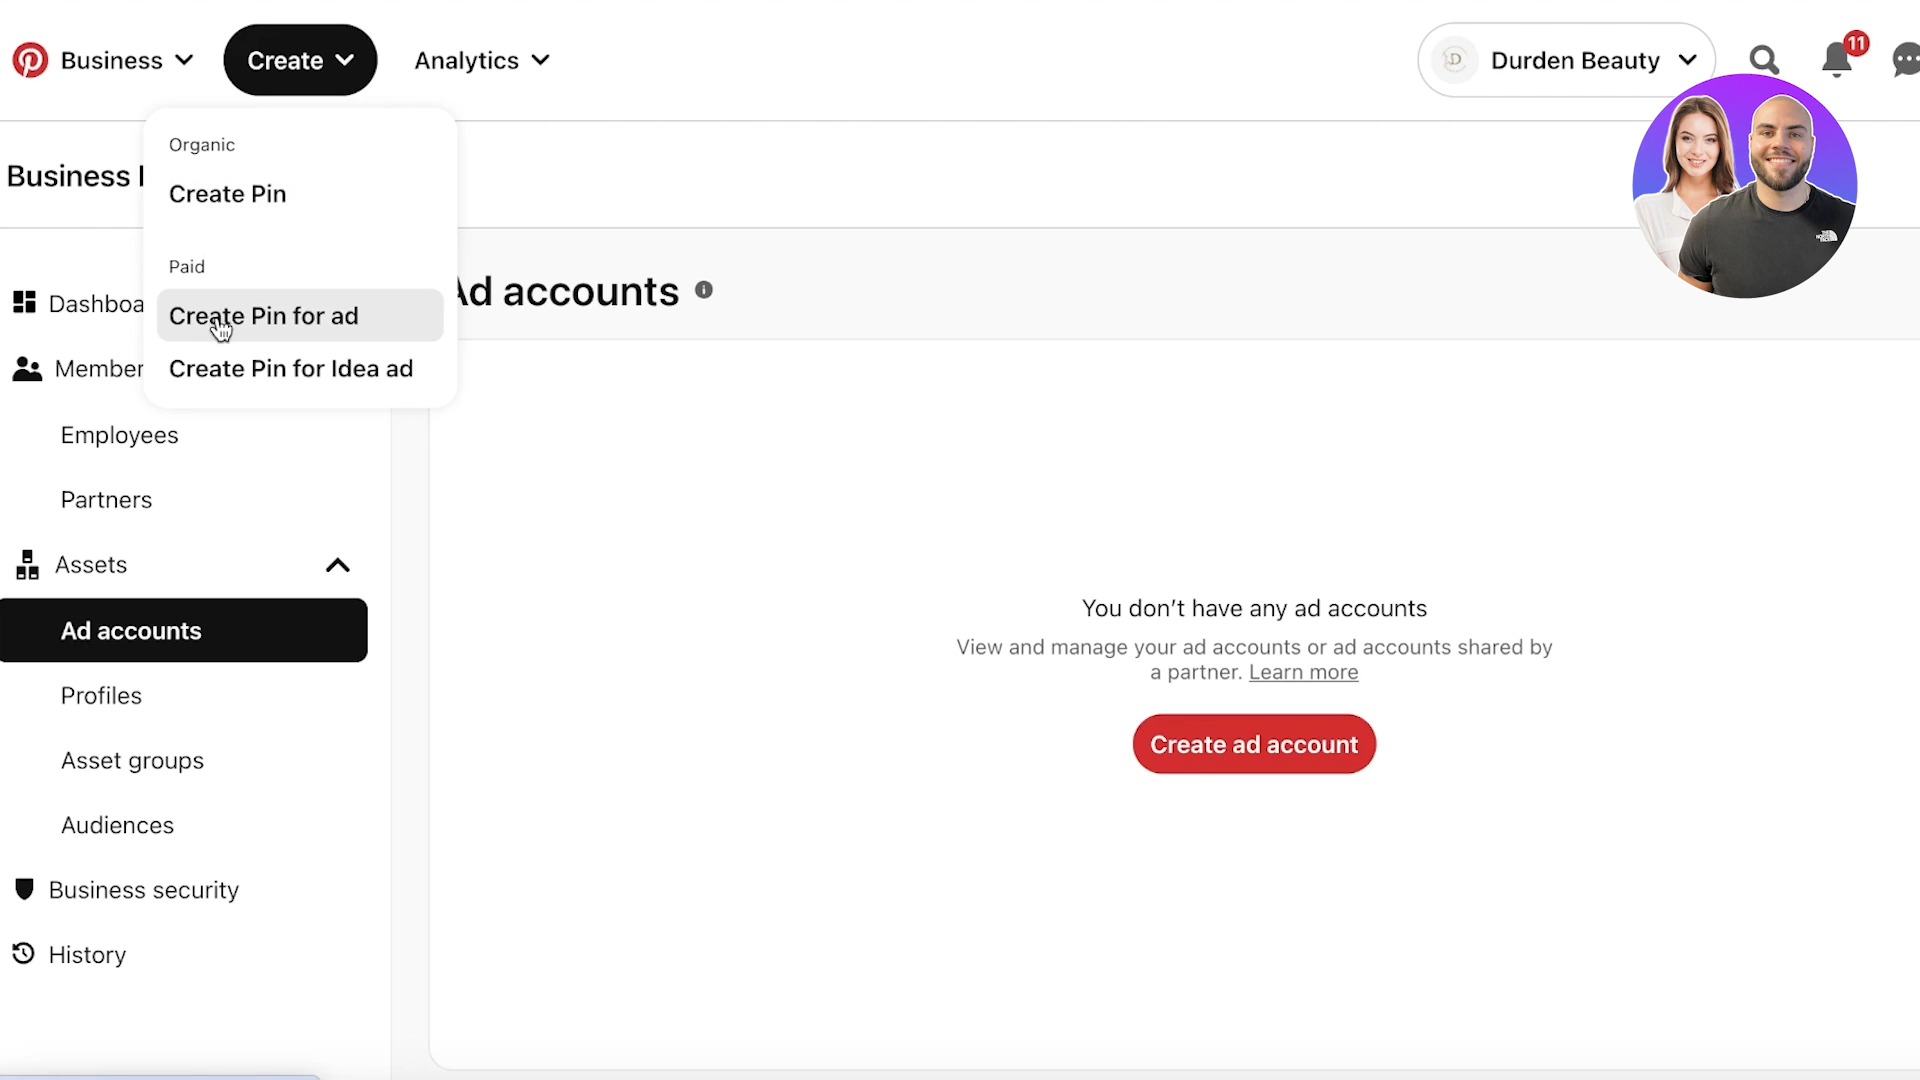 Business
Create
Analytics
Durden Beauty
11
Organic
Create Pin
Paid
Create Pin for ad
Create Pin for Idea ad
Business
Dashboa
Member
Employees
Partners
Assets
Ad accounts
Profiles
Asset groups
Audiences
Business security
History
Ad accounts
You don't have any ad accounts
View and manage your ad accounts or ad accounts shared by
a partner. Learn more
Create ad account